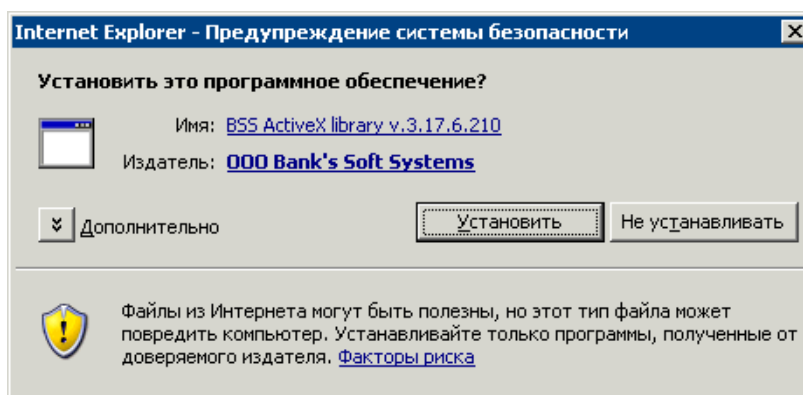 Internet Explorer - Предупреждение системы безопасности
Установить это программное обеспечение?
Имя: BSS ActiveX library v.3.17.6.210
Издатель: OOO Bank's Soft Systems
Дополнительно
Установить
Не устанавливать
Файлы из Интернета могут быть полезны, но этот тип файла может
повредить компьютер. Устанавливайте только программы, полученные от
доверяемого издателя. Факторы риска